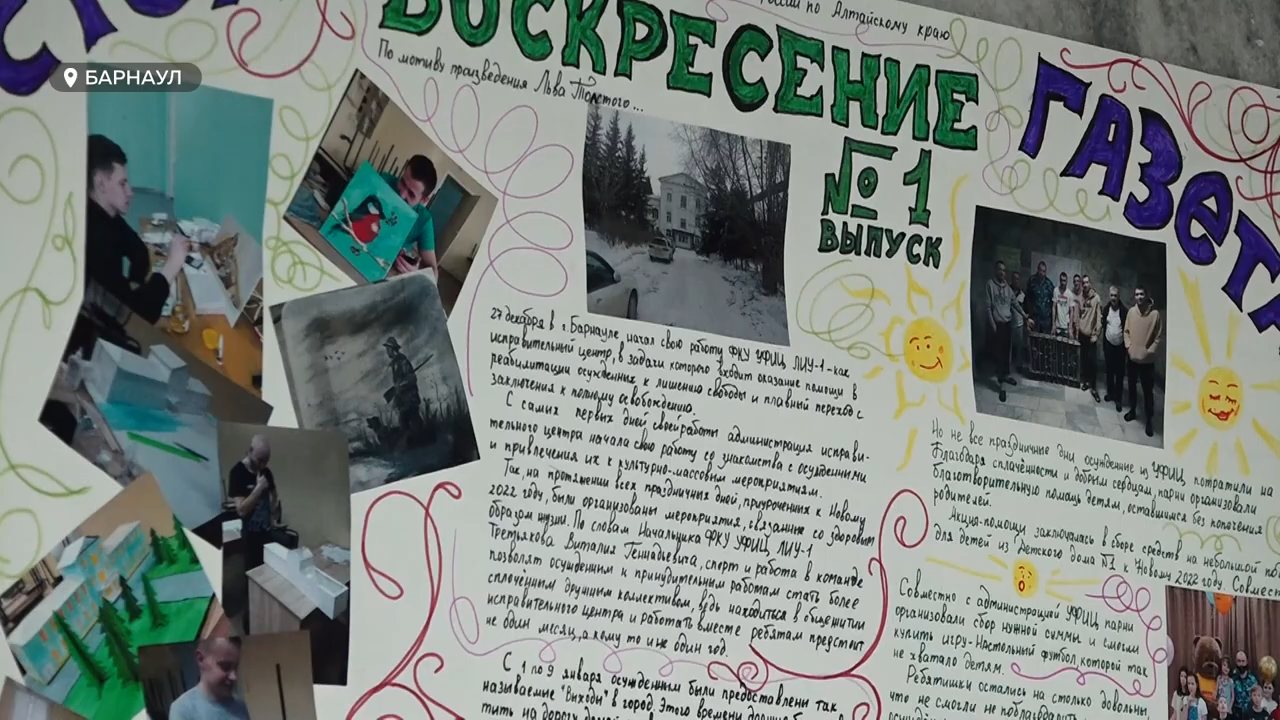 БАРНАУЛ
России по Алтайскому краю
ВОСКРЕСЕНИЕ
По мотиву произведения Льва Толстого...
№1
ВЫПУСК
ГАЗЕТ
27 декабря в г. Барнауле, начал свою работу ФКУ УФИЦ ЛИУ-1 - как
исправительный центр, в задачи которого входит оказание помощи в
реабилитации осужденных к лишению свободы и плавный переход с
заключения к полному освобождению.
С самих первых дней своей работы администрация исправи-
тельного центра начала свою работу со знакомства с осужденными
и привлечения их к культурно-массовым мероприятиям.
Так, на протяжении всех праздничных дней, приуроченных к Новому
2022 году, были организованы мероприятия, связанные со здоровым
образом жизни. По словам Начальника ФКУ УФИЦ ЛИУ-1
Третьякова Виталия Геннадьевича, спорт и работа в команде
позволят осужденным к принудительным работам стать более
сплоченным дружным коллективом, ведь находиться в общежитии
исправительного центра и работать вместе ребятам предстоит
не один месяц, а кому то и не один год.
С 1 по 9 января осужденным были предоставлены так
называемые "Выходы" в город. Этого времени
тить на дорогу
Но не все праздничные дни осужденные из УФИЦ потратили на
Благодаря сплочённости и добрым сердцам, парни организовали
благотворительную помощь детям, оставшимся без попечения
родителей.
Акция-помощи заключалась в сборе средств на небольшой
для детей из Детского дома №1 к Новому 2022 году. Совместн
Совместно с администрацией УФИЦ парни
организовали сбор нужной суммы и смогли
купить игру-Настольный футбол, которой так
не хватало детям.
Ребятишки остались на столько довольны
что не смогли не поблагодарить